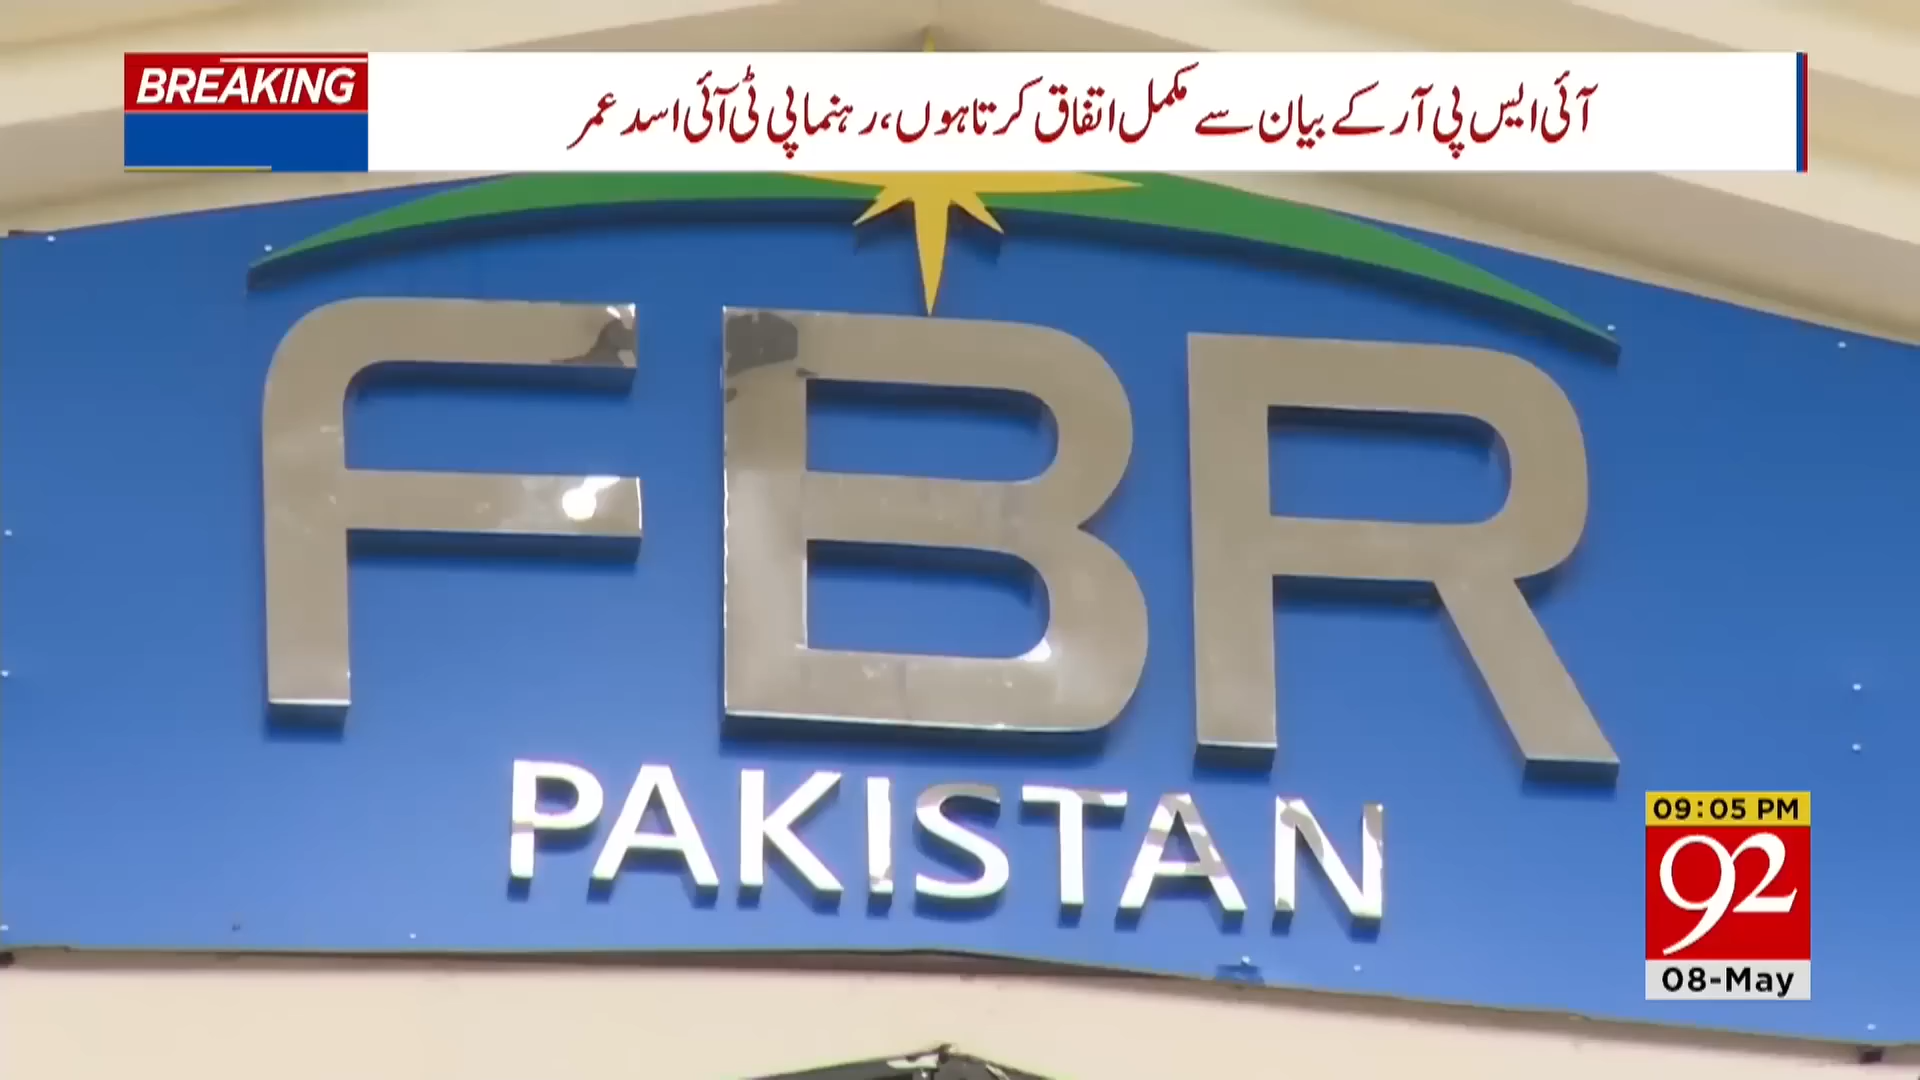 BREAKING
آئی ایس پی آر کے بیان سے مکمل اتفاق کرتا ہوں، رہنما پی ٹی آئی اسد عمر
FBR
PAKISTAN
09:05 PM
92
08-May